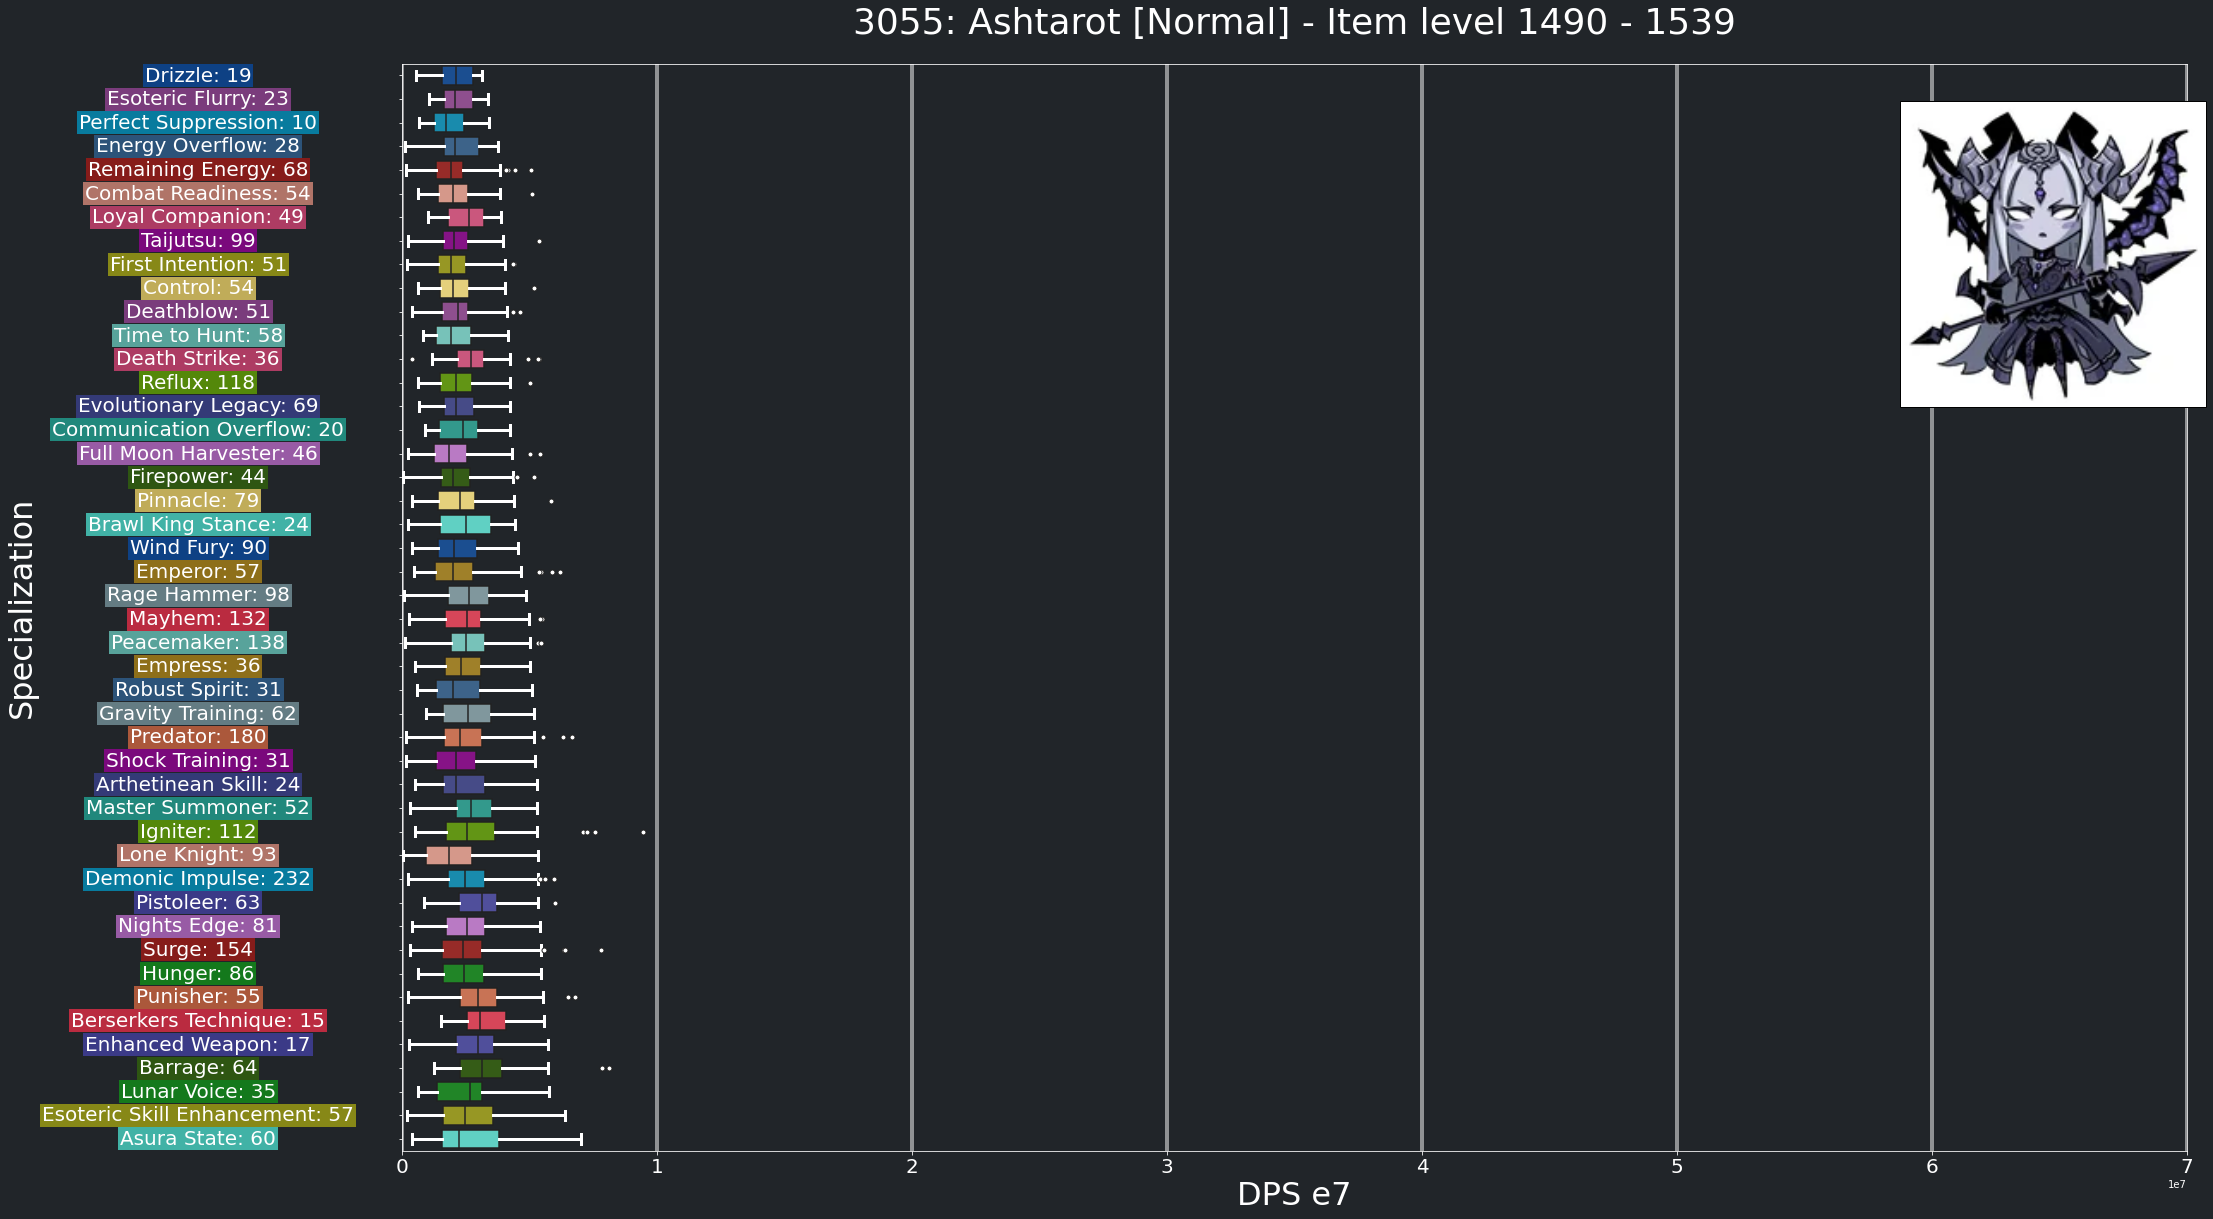 3055: Ashtarot [Normal] - Item level 1490 - 1539
Specialization
Drizzle: 19
Esoteric Flurry: 23
Perfect Suppression: 10
Energy Overflow: 28
Remaining Energy: 68
Combat Readiness: 54
Loyal Companion: 49
Taijutsu: 99
First Intention: 51
Control: 54
Deathblow: 51
Time to Hunt: 58
Death Strike: 36
Reflux: 118
Evolutionary Legacy: 69
Communication Overflow: 20
Full Moon Harvester: 46
Firepower: 44
Pinnacle: 79
Brawl King Stance: 24
Wind Fury: 90
Emperor: 57
Rage Hammer: 98
Mayhem: 132
Peacemaker: 138
Empress: 36
Robust Spirit: 31
Gravity Training: 62
Predator: 180
Shock Training: 31
Arthetinean Skill: 24
Master Summoner: 52
Igniter: 112
Lone Knight: 93
Demonic Impulse: 232
Pistoleer: 63
Nights Edge: 81
Surge: 154
Hunger: 86
Punisher: 55
Berserkers Technique: 15
Enhanced Weapon: 17
Barrage: 64
Lunar Voice: 35
Esoteric Skill Enhancement: 57
Asura State: 60
0 1 2 3 4 5 6 7
1e7
DPS e7